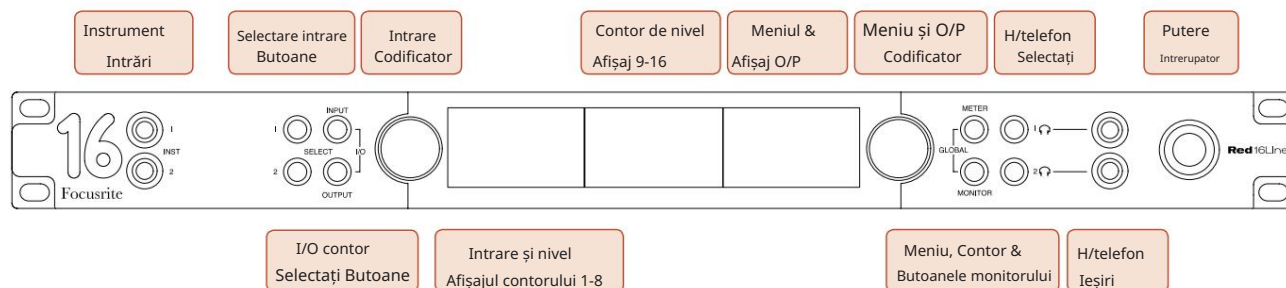 Instrument
Intrări
Selectare intrare
Butoane
Intrare
Codificator
Contor de nivel
Afișaj 9-16
Meniul &
Afișaj O/P
Meniu și O/P
Codificator
H/telefon
Selectați
Putere
Intrerupator
16
Focusrite
1
INST
2
1
2
SELECT
INPUT
I/O
OUTPUT
METER
GLOBAL
MONITOR
1
2
Red 16Line
I/O contor
Selectați Butoane
Intrare și nivel
Afișajul contorului 1-8
Meniu, Contor &
Butoanele monitorului
H/telefon
Ieșiri